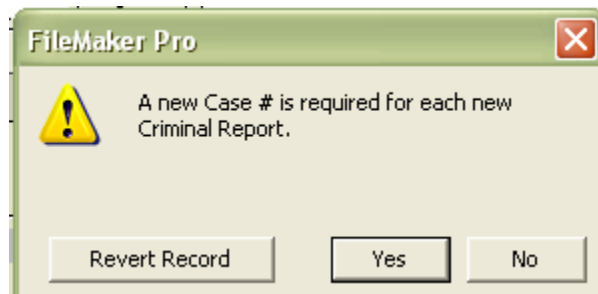 FileMaker Pro
A new Case # is required for each new
Criminal Report.
Revert Record Yes No